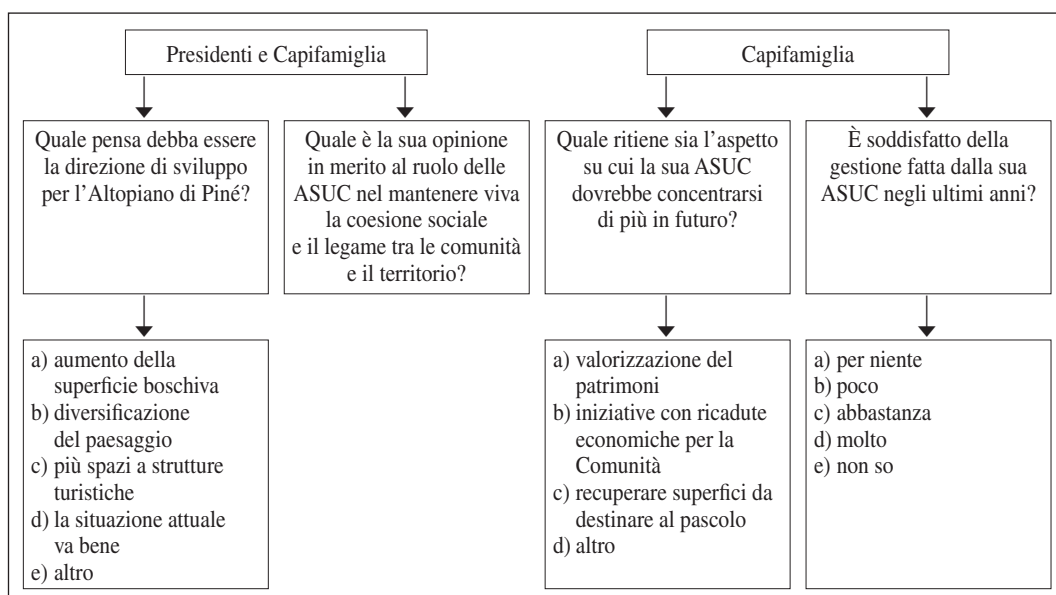 Presidenti e Capifamiglia
Capifamiglia
Quale pensa debba essere
la direzione di sviluppo
per l'Altopiano di Piné?
Quale è la sua opinione
in merito al ruolo delle
ASUC nel mantenere viva
la coesione sociale
e il legame tra le comunità
e il territorio?
Quale ritiene sia l'aspetto
su cui la sua ASUC
dovrebbe concentrarsi
di più in futuro?
È soddisfatto della
gestione fatta dalla sua
ASUC negli ultimi anni?
a) aumento della
superficie boschiva
b) diversificazione
del paesaggio
c) più spazi a strutture
turistiche
d) la situazione attuale
va bene
e) altro
a) valorizzazione del
patrimoni
b) iniziative con ricadute
economiche per la
Comunità
c) recuperare superfici da
destinare al pascolo
d) altro
a) per niente
b) poco
c) abbastanza
d) molto
e) non so